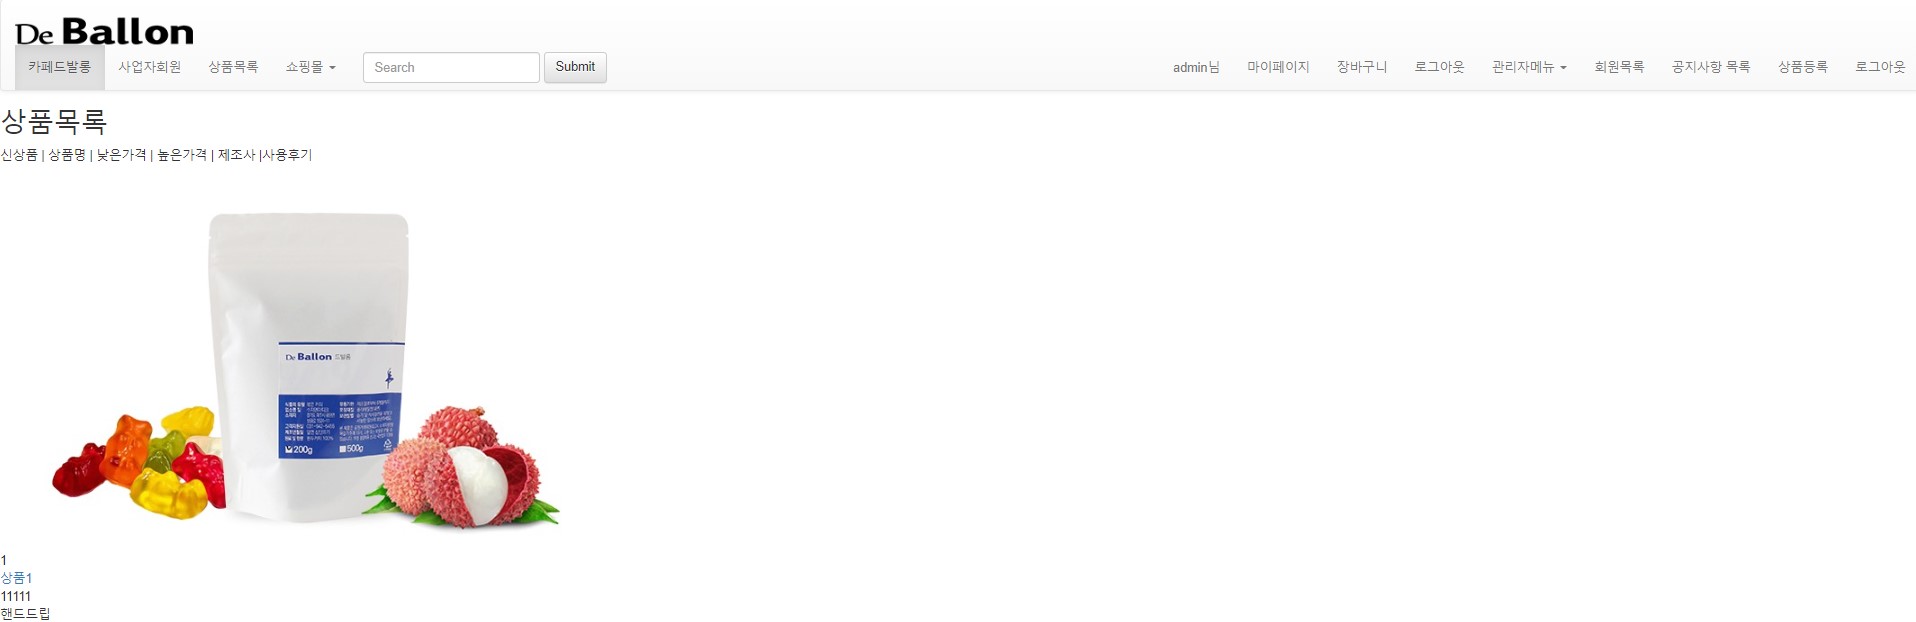 De Ballon
카페드발롱 사업자회원 상품목록 쇼핑몰 Search Submit admin님 마이페이지 장바구니 로그아웃 관리자메뉴 회원목록 공지사항 목록 상품등록 로그아웃
상품목록
신상품 | 상품명 | 낮은가격 | 높은가격 | 제조사 |사용후기
De Ballon 드발롱
200g 500g
1
상품1
11111
핸드드립